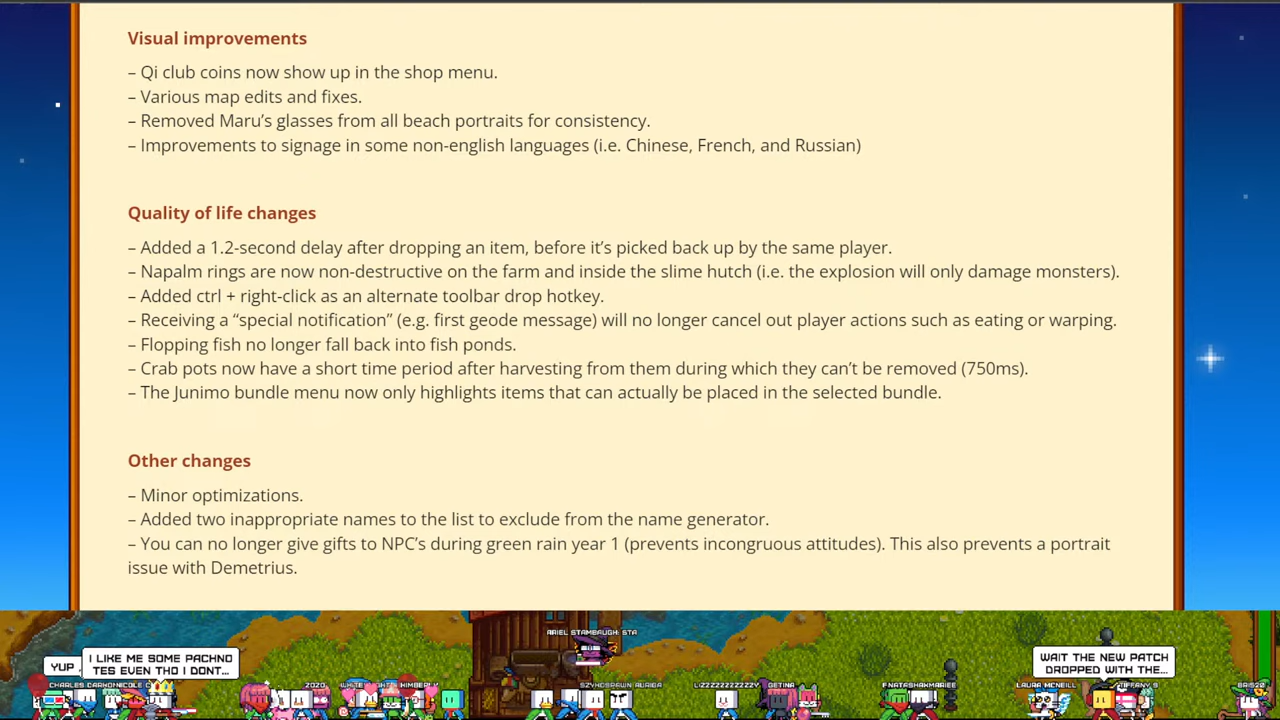 Visual improvements
– Qi club coins now show up in the shop menu.
– Various map edits and fixes.
– Removed Maru’s glasses from all beach portraits for consistency.
– Improvements to signage in some non-english languages (i.e. Chinese, French, and Russian)
Quality of life changes
– Added a 1.2-second delay after dropping an item, before it’s picked back up by the same player.
– Napalm rings are now non-destructive on the farm and inside the slime hutch (i.e. the explosion will only damage monsters).
– Added ctrl + right-click as an alternate toolbar drop hotkey.
– Receiving a “special notification” (e.g. first geode message) will no longer cancel out player actions such as eating or warping.
– Flopping fish no longer fall back into fish ponds.
– Crab pots now have a short time period after harvesting from them during which they can’t be removed (750ms).
– The Junimo bundle menu now only highlights items that can actually be placed in the selected bundle.
Other changes
– Minor optimizations.
– Added two inappropriate names to the list to exclude from the name generator.
– You can no longer give gifts to NPC’s during green rain year 1 (prevents incongruous attitudes). This also prevents a portrait
issue with Demetrius.
ARIEL STAMBAUGH: STA
YUP
I LIKE ME SOME PACHNO
TES EVEN THO I DONT...
WAIT THE NEW PATCH
DROPPED WITH THE...
ZOZO
LAURA MCNEILL